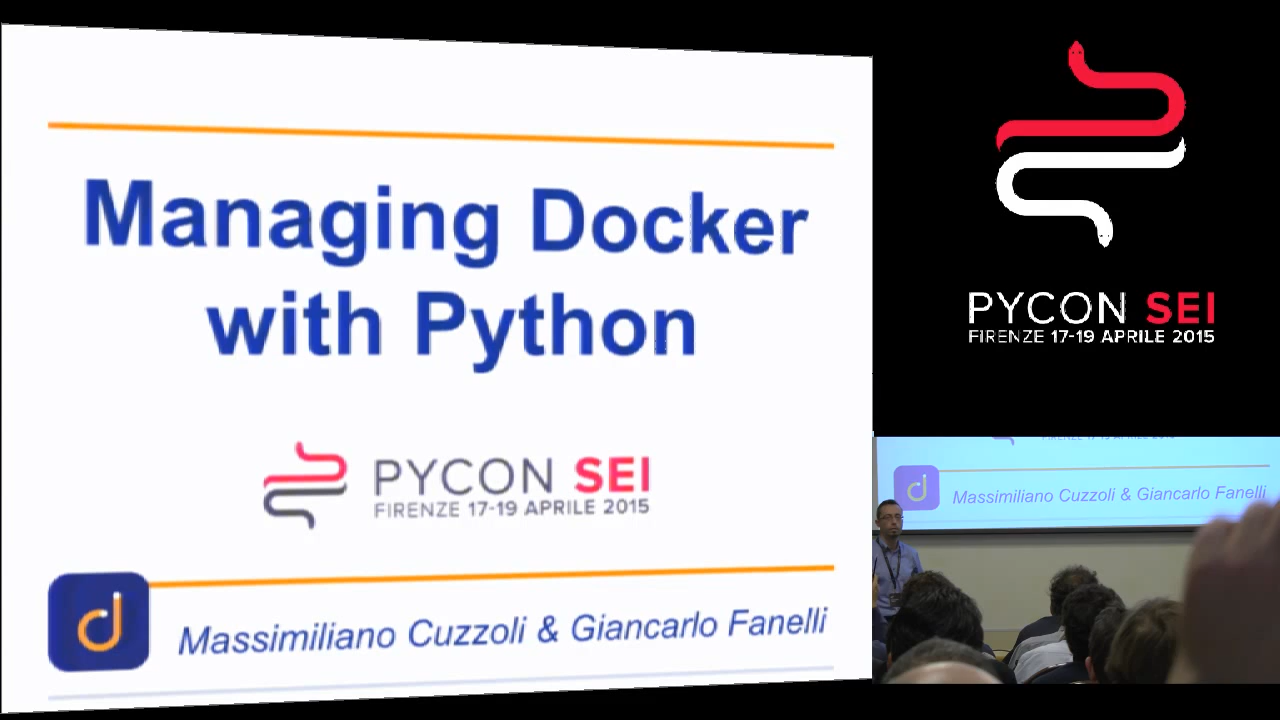 Managing Docker
with Python
PYCON SEI
FIRENZE 17-19 APRILE 2015
Massimiliano Cuzzoli & Giancarlo Fanelli
PYCON SEI
FIRENZE 17-19 APRILE 2015
Massimiliano Cuzzoli & Giancarlo Fanelli